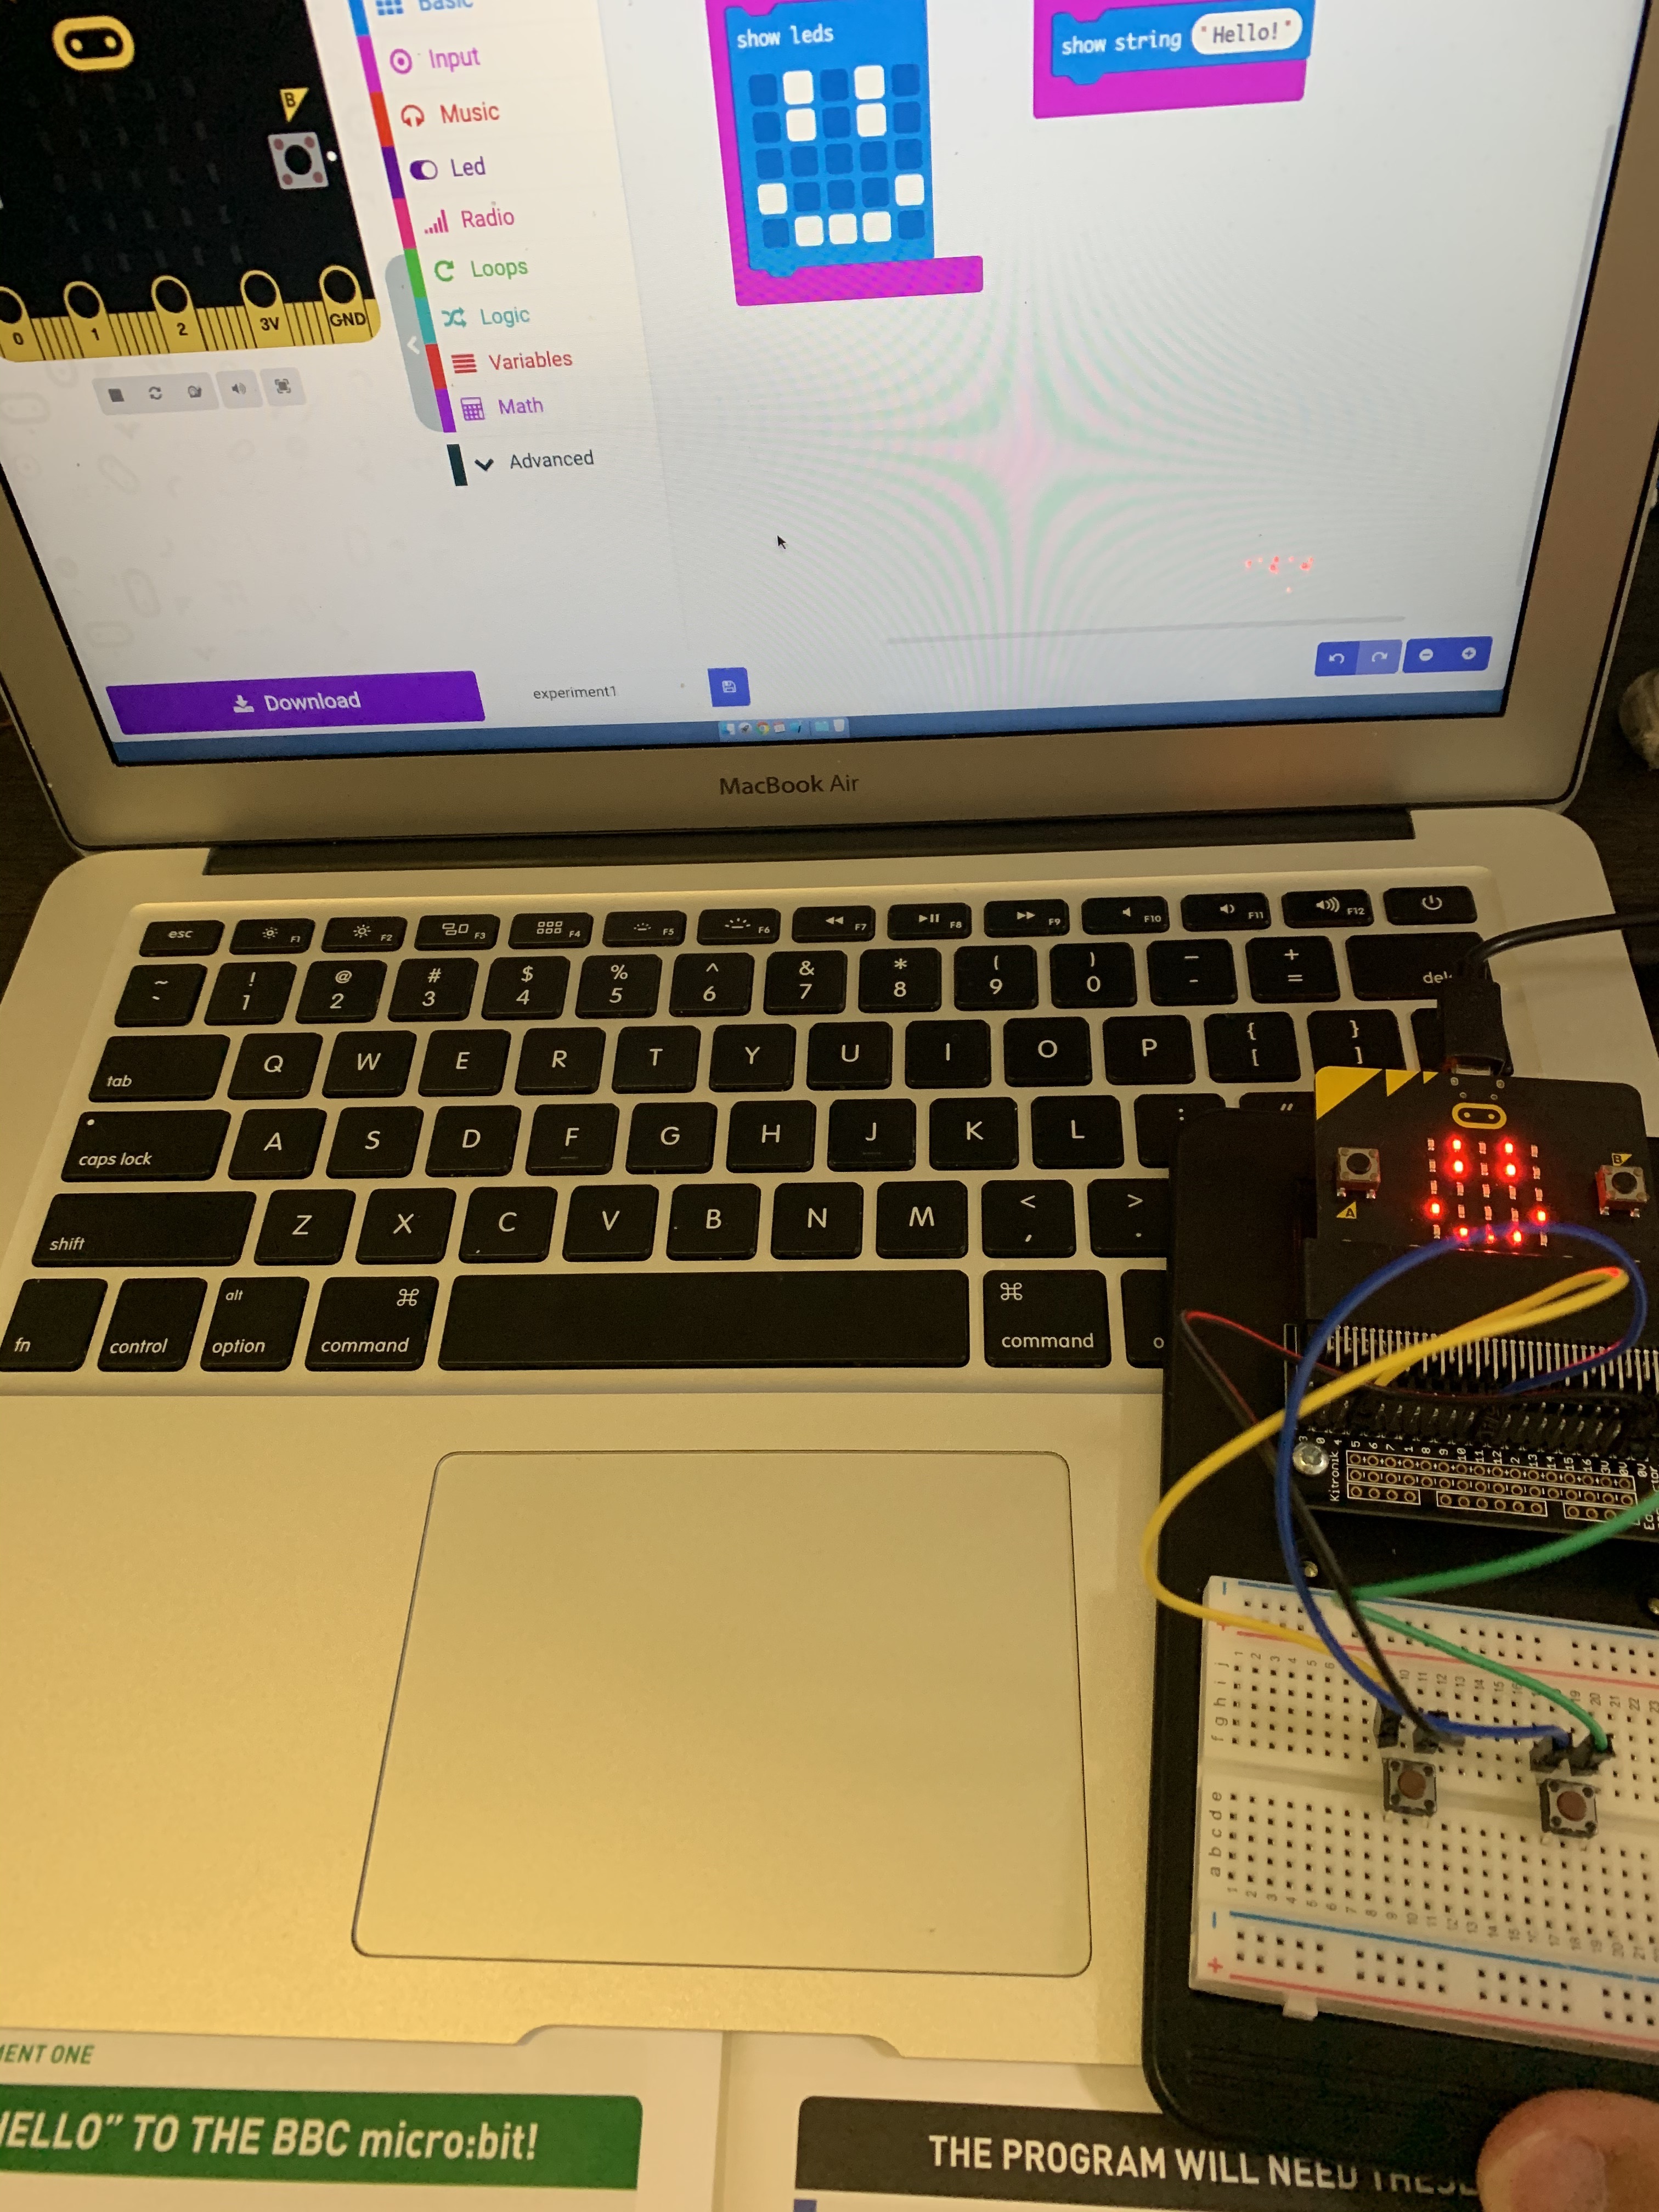 Basic
Input
Music
Led
Radio
Loops
Logic
Variables
Math
Advanced
show leds
show string "Hello!"
B
0 1 2 3V GND
Download
experiment1
MacBook Air
esc F1 F2 F3 F4 F5 F6 F7 F8 F9 F10 F11 F12
~ ` ! 1 @ 2 # 3 $ 4 % 5 ^ 6 & 7 * 8 ( 9 ) 0 _ - + =
tab Q W E R T Y U I O P { [ } ]
caps lock A S D F G H J K L : "
shift Z X C V B N M < , > .
fn control alt option ⌘ command ⌘ command
A B
Kitronik
j
i
h
g
f
e
d
c
b
a
MENT ONE
HELLO" TO THE BBC micro:bit!
THE PROGRAM WILL NEED